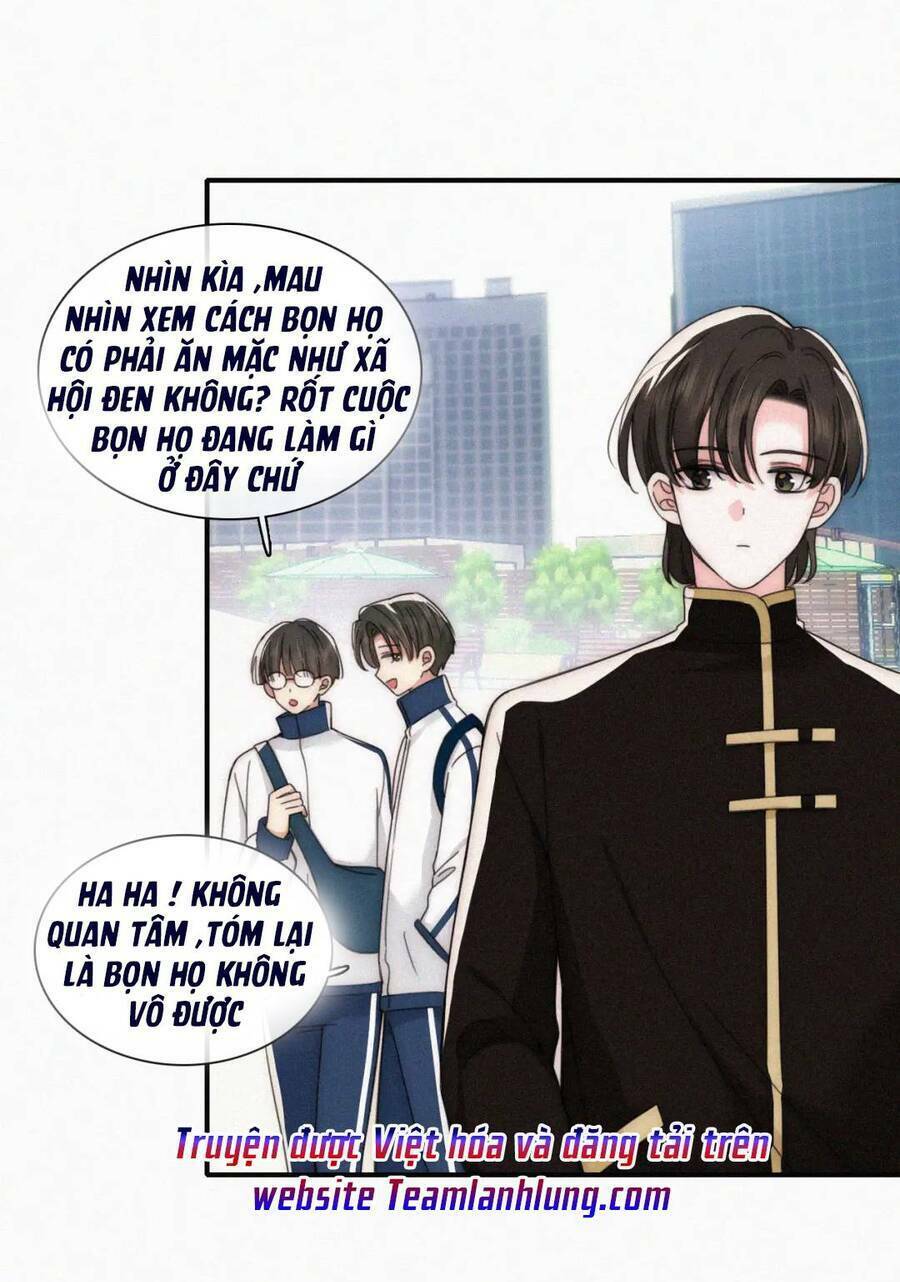 NHÌN KÌA ,MAU
NHÌN XEM CÁCH BỌN HỌ
CÓ PHẢI ĂN MẶC NHƯ XÃ
HỘI ĐEN KHÔNG? RỐT CUỘC
BỌN HỌ ĐANG LÀM GÌ
Ở ĐÂY CHỨ
HA HA ! KHÔNG
QUAN TÂM ,TÓM LẠI
LÀ BỌN HỌ KHÔNG
VÔ ĐƯỢC
Truyện được Việt hóa và đăng tải trên
website Teamlanhlung.com